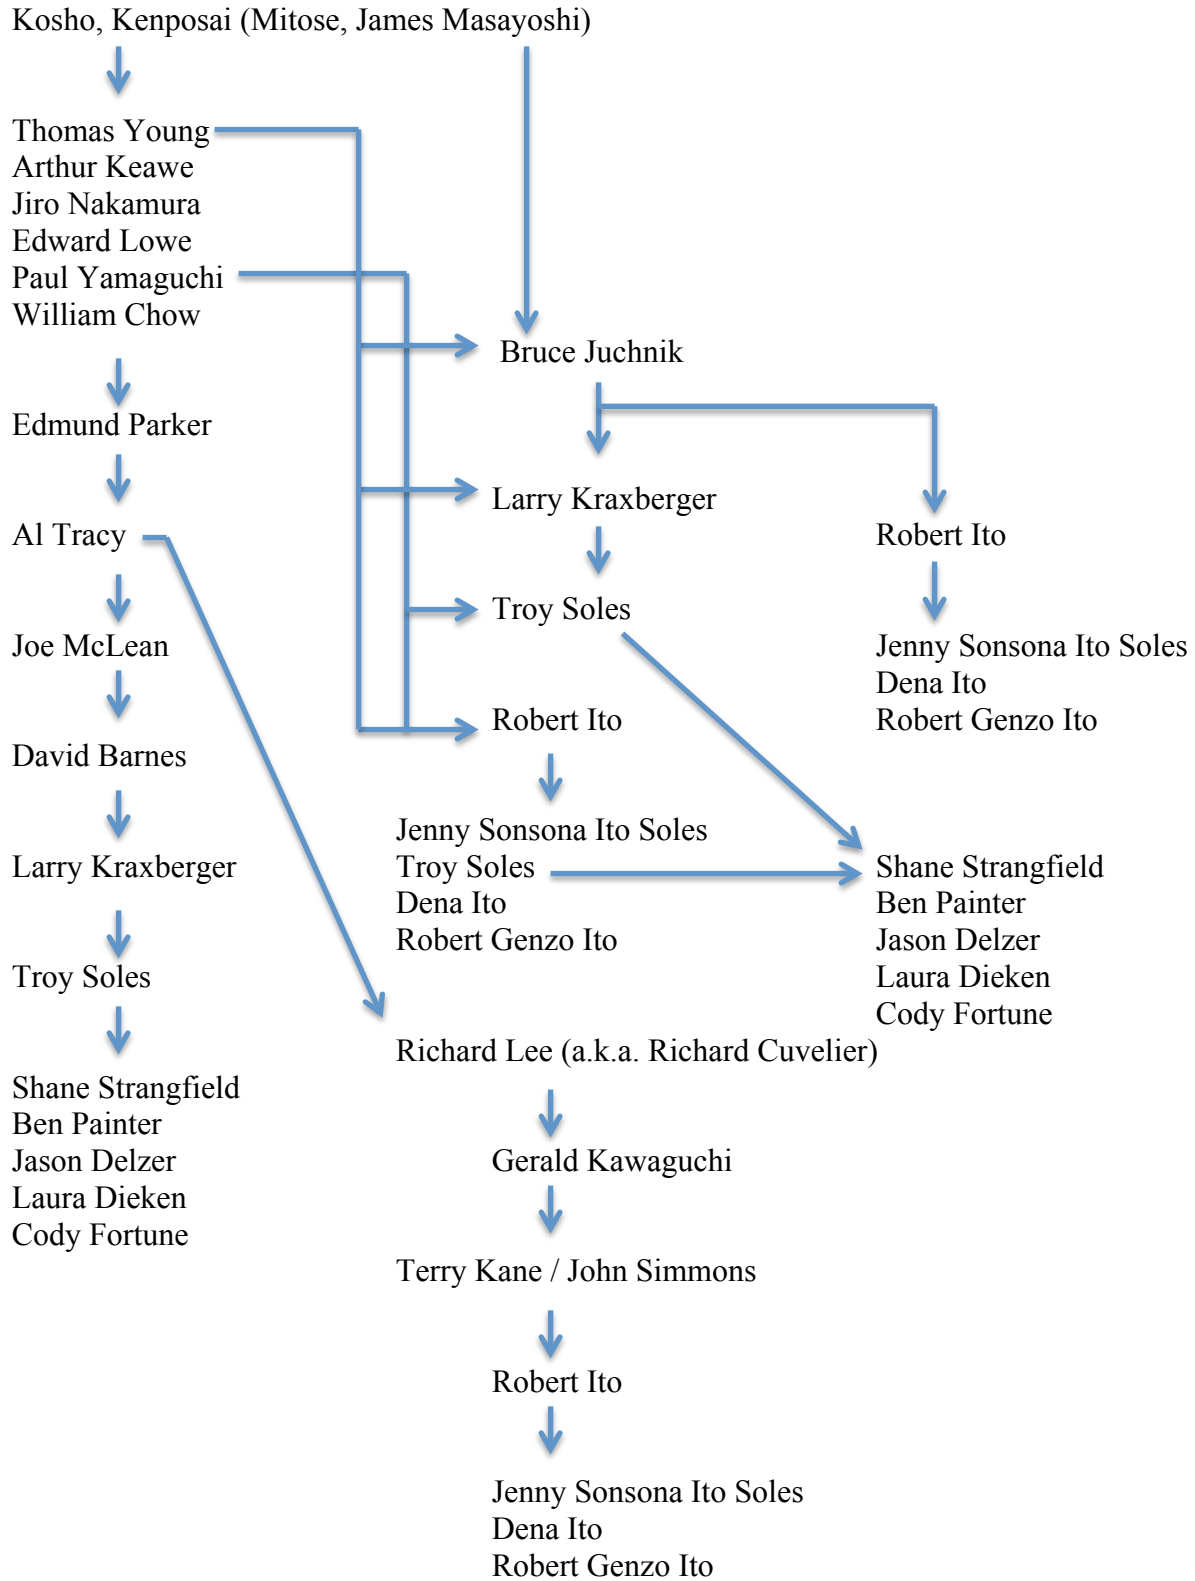 Kosho, Kenposai (Mitose, James Masayoshi)
Thomas Young
Arthur Keawe
Jiro Nakamura
Edward Lowe
Paul Yamaguchi
William Chow
Bruce Juchnik
Edmund Parker
Larry Kraxberger
Al Tracy
Robert Ito
Troy Soles
Joe McLean
Jenny Sonsona Ito Soles
Dena Ito
Robert Genzo Ito
Robert Ito
David Barnes
Jenny Sonsona Ito Soles
Troy Soles
Dena Ito
Robert Genzo Ito
Larry Kraxberger
Shane Strangfield
Ben Painter
Jason Delzer
Laura Dieken
Cody Fortune
Troy Soles
Richard Lee (a.k.a. Richard Cuvelier)
Shane Strangfield
Ben Painter
Jason Delzer
Laura Dieken
Cody Fortune
Gerald Kawaguchi
Terry Kane / John Simmons
Robert Ito
Jenny Sonsona Ito Soles
Dena Ito
Robert Genzo Ito